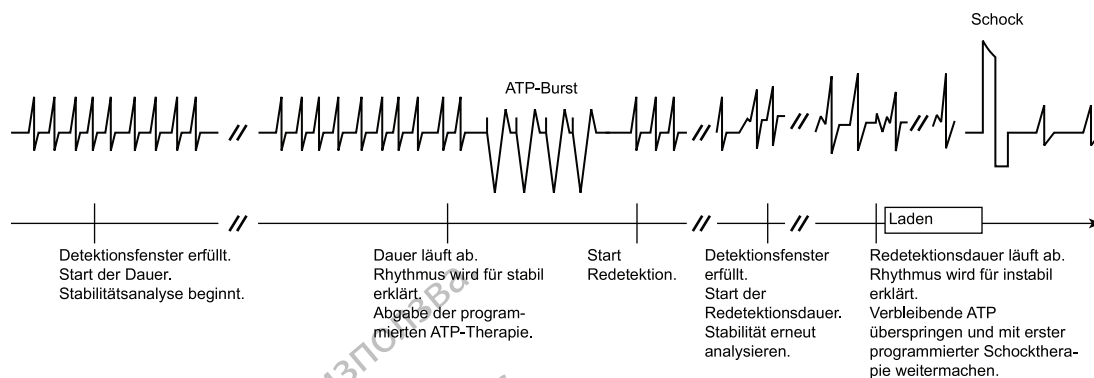 Schock
ATP-Burst
Laden
Detektionsfenster erfüllt.
Start der Dauer.
Stabilitätsanalyse beginnt.
Dauer läuft ab.
Rhythmus wird für stabil
erklärt.
Abgabe der program-
mierten ATP-Therapie.
Start
Redetektion.
Detektionsfenster
erfüllt.
Start der
Redetektionsdauer.
Stabilität erneut
analysieren.
Redetektionsdauer läuft ab.
Rhythmus wird für instabil
erklärt.
Verbleibende ATP
überspringen und mit erster
programmierter Schockthera-
pie weitermachen.
използва